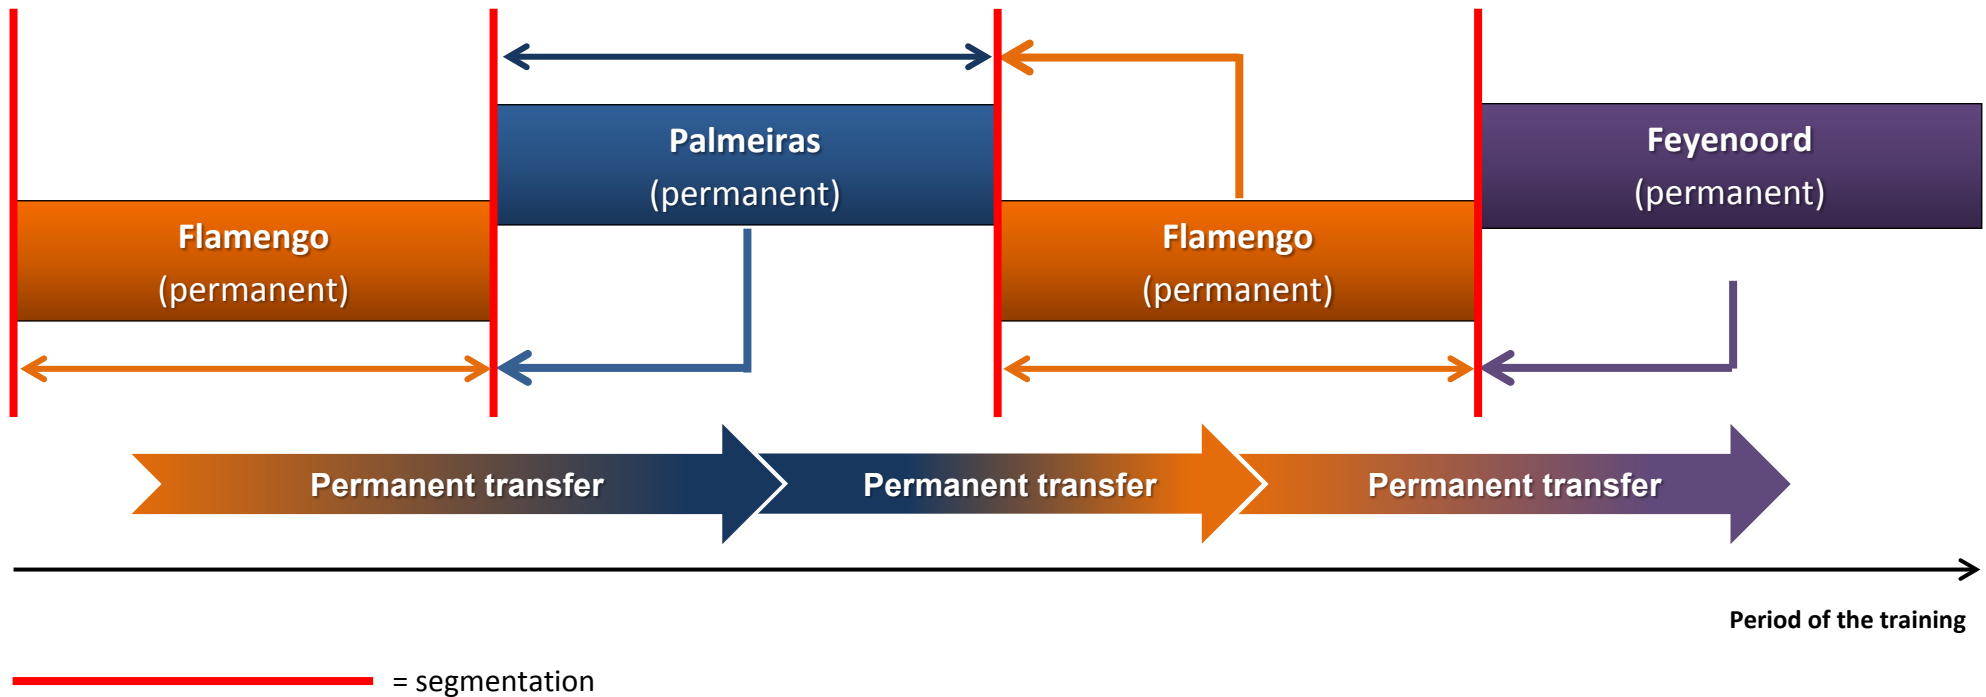 Palmeiras
(permanent)
Feyenoord
(permanent)
Flamengo
(permanent)
Flamengo
(permanent)
Permanent transfer
Permanent transfer
Permanent transfer
Period of the training
= segmentation